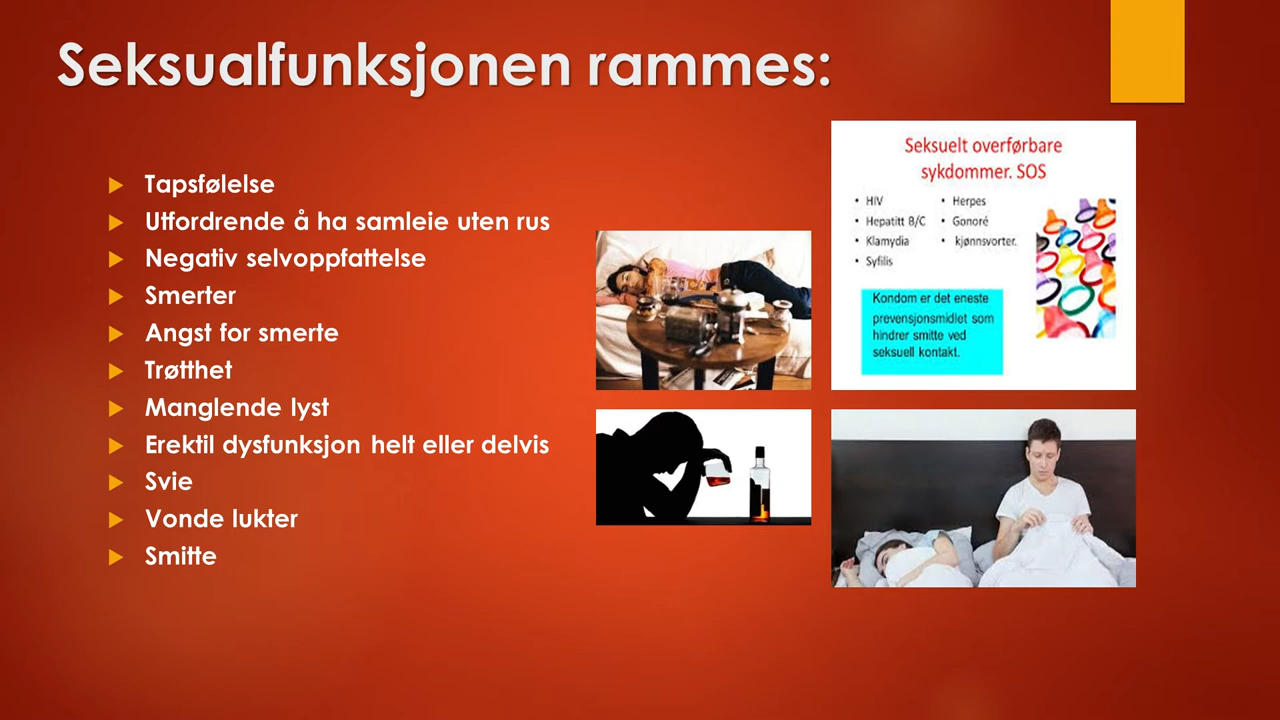 Seksualfunksjonen rammes:
Tapsfølelse
Utfordrende å ha samleie uten rus
Negativ selvoppfattelse
Smerter
Angst for smerte
Trøtthet
Manglende lyst
Erektil dysfunksjon helt eller delvis
Svie
Vonde lukter
Smitte
Seksuelt overførbare
sykdommer. SOS
• HIV
• Hepatitt B/C
• Klamydia
• Syfilis
• Herpes
• Gonoré
• kjønnsvorter.
Kondom er det eneste
prevensjonsmidlet som
hindrer smitte ved
seksuell kontakt.